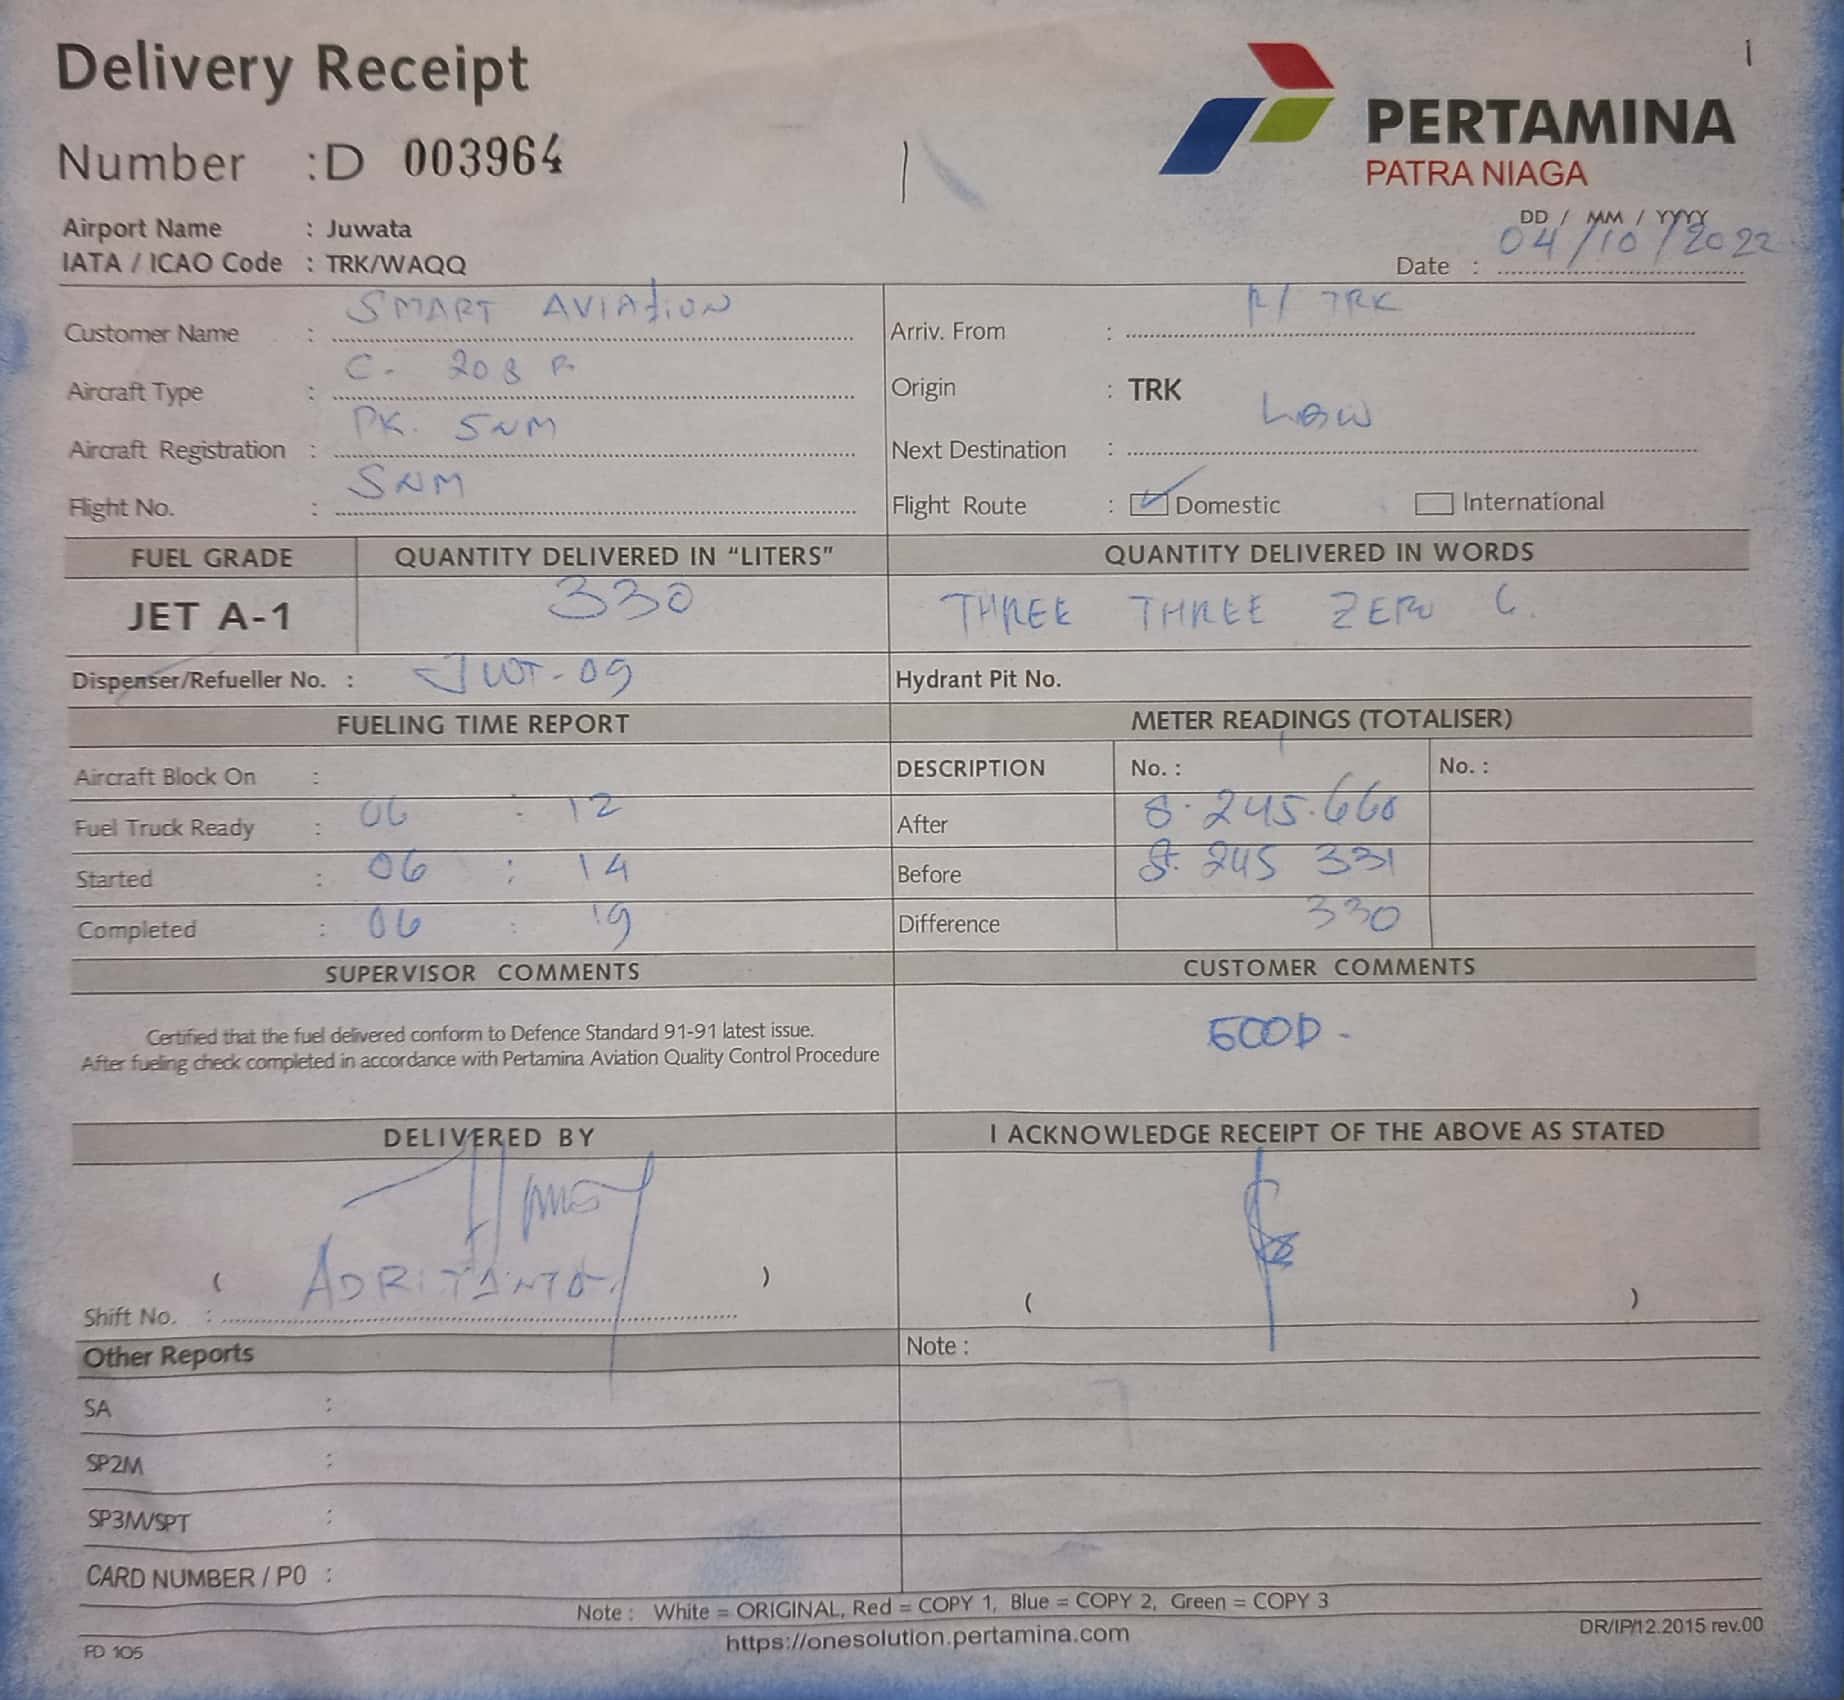 Delivery Receipt
Number :D 003964
PERTAMINA
PATRA NIAGA
Airport Name : Juwata
IATA / ICAO Code : TRK/WAQQ
DD / MM / YYYY
Date : 04/10/2022
Customer Name : SMART AVIATION
Arriv. From : TRK
Aircraft Type : C. 208
Origin : TRK
Aircraft Registration : PK. SNM
Next Destination :
Flight No. : SNM
Flight Route : Domestic International
FUEL GRADE QUANTITY DELIVERED IN “LITERS” QUANTITY DELIVERED IN WORDS
JET A-1 330 THREE THREE ZERO
Dispenser/Refueller No. : JWT-09 Hydrant Pit No.
FUELING TIME REPORT METER READINGS (TOTALISER)
Aircraft Block On : DESCRIPTION No. : No. :
Fuel Truck Ready : 06 : 12 After 8.245.660
Started : 06 : 14 Before 8. 245 331
Completed : 06 : 19 Difference 330
SUPERVISOR COMMENTS CUSTOMER COMMENTS
Certified that the fuel delivered conform to Defence Standard 91-91 latest issue.
After fueling check completed in accordance with Pertamina Aviation Quality Control Procedure
GOOD -
DELIVERED BY I ACKNOWLEDGE RECEIPT OF THE ABOVE AS STATED
( ADRITANTO )
Shift No. : ( )
Other Reports Note :
SA :
SP2M :
SP3M/SPT :
CARD NUMBER / PO :
Note : White = ORIGINAL, Red = COPY 1, Blue = COPY 2, Green = COPY 3
https://onesolution.pertamina.com
DR/IP/12.2015 rev.00
FD 105